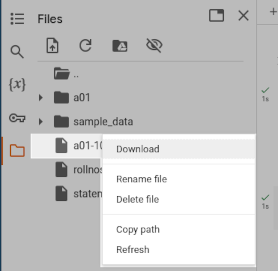 Files
{x}
..
a01
sample_data
a01-10
Download
rollnos
Rename file
statem
Delete file
Copy path
Refresh
1s
1s